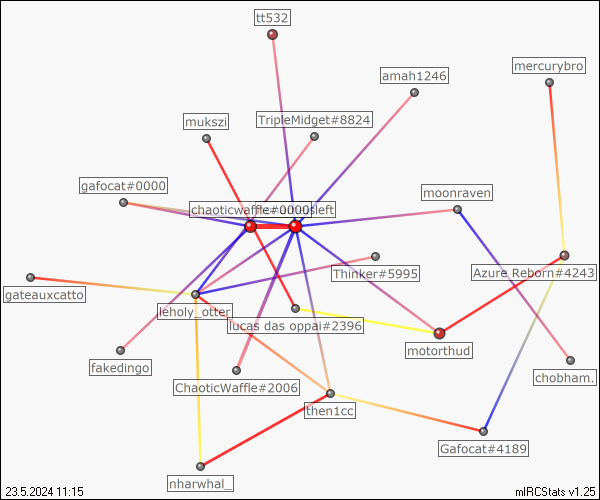 tt532
mercurybro
amah1246
TripleMidget#8824
mukszi
gafocat#0000
moonraven
chaoticwaffle#0000
Thinker#5995
Azure Reborn#4243
gateauxcatto
leholy_otter
lucas das oppai#2396
motorthud
fakedingo
ChaoticWaffle#2006
chobham.
then1cc
Gafocat#4189
nharwhal_
23.5.2024 11:15
mIRCStats v1.25